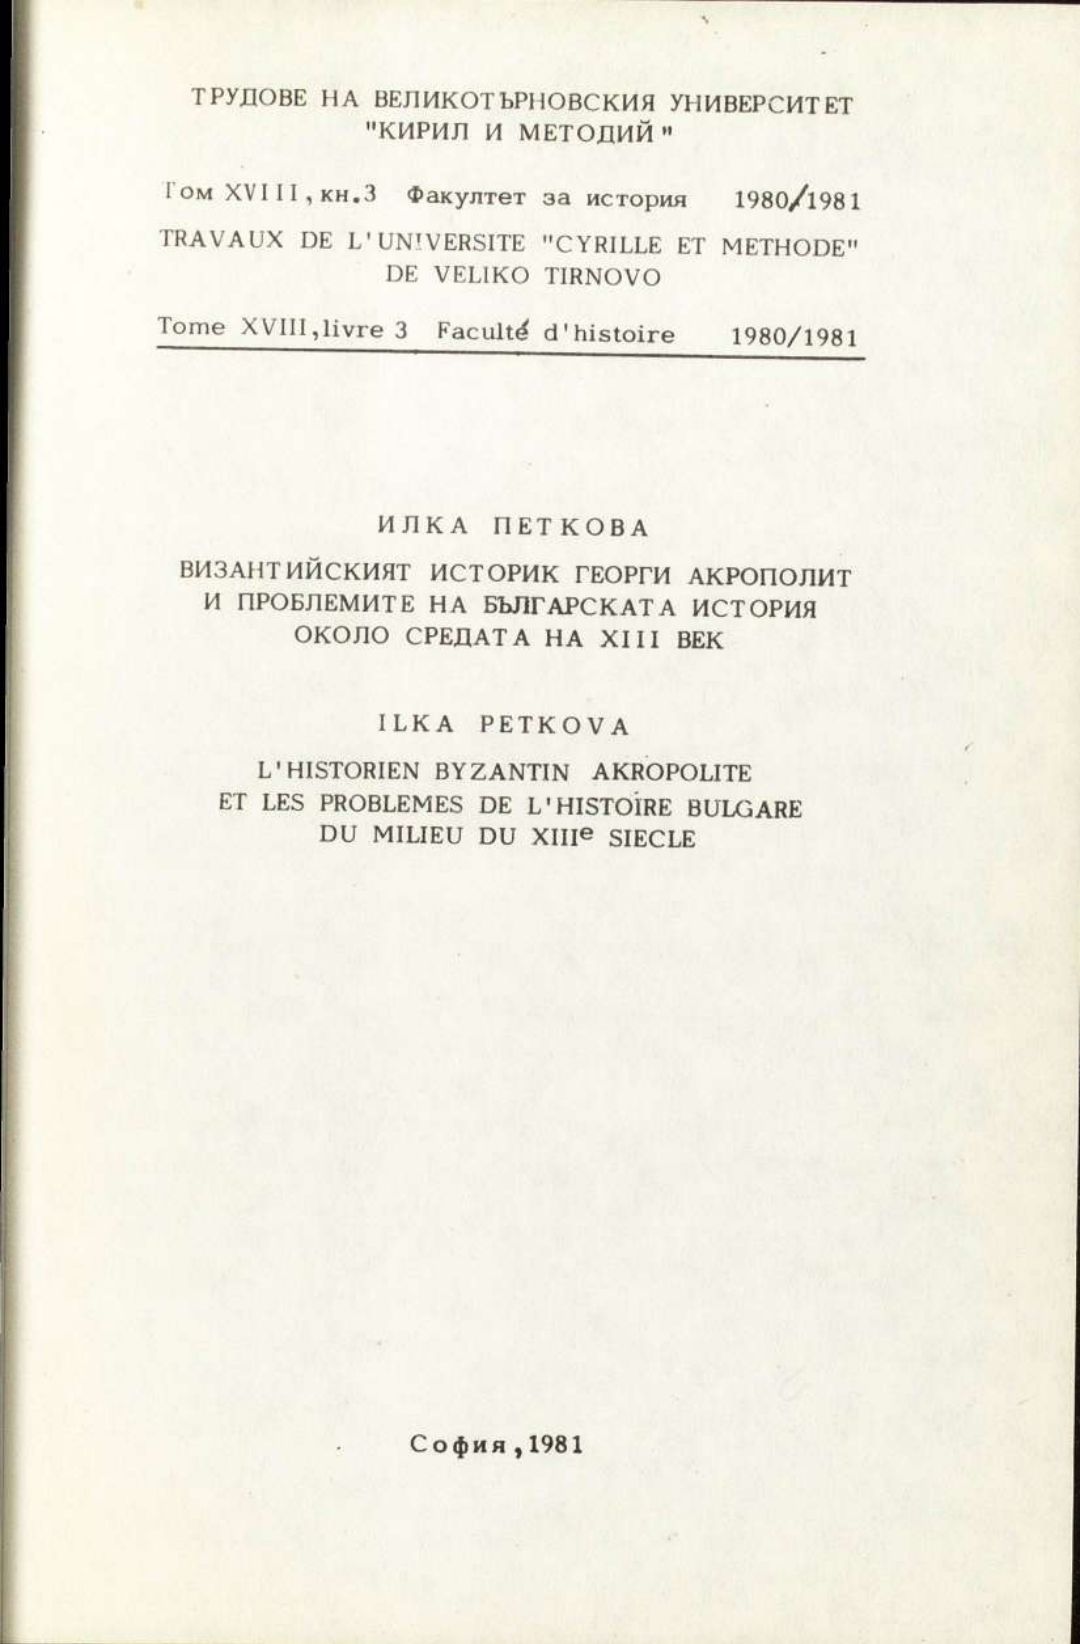 ТРУДОВЕ НА ВЕЛИКОТЪРНОВСКИЯ УНИВЕРСИТЕТ
"КИРИЛ И МЕТОДИЙ"
Том XVIII, кн.3 Факултет за история 1980/1981
TRAVAUX DE L'UNIVERSITE "CYRILLE ET METHODE"
DE VELIKO TIRNOVO
Tome XVIII, livre 3 Faculté d'histoire 1980/1981
ИЛКА ПЕТКОВА
ВИЗАНТИЙСКИЯТ ИСТОРИК ГЕОРГИ АКРОПОЛИТ
И ПРОБЛЕМИТЕ НА БЪЛГАРСКАТА ИСТОРИЯ
ОКОЛО СРЕДАТА НА XIII ВЕК
ILKA PETKOVA
L'HISTORIEN BYZANTIN AKROPOLITE
ET LES PROBLEMES DE L'HISTOIRE BULGARE
DU MILIEU DU XIIIe SIECLE
София, 1981